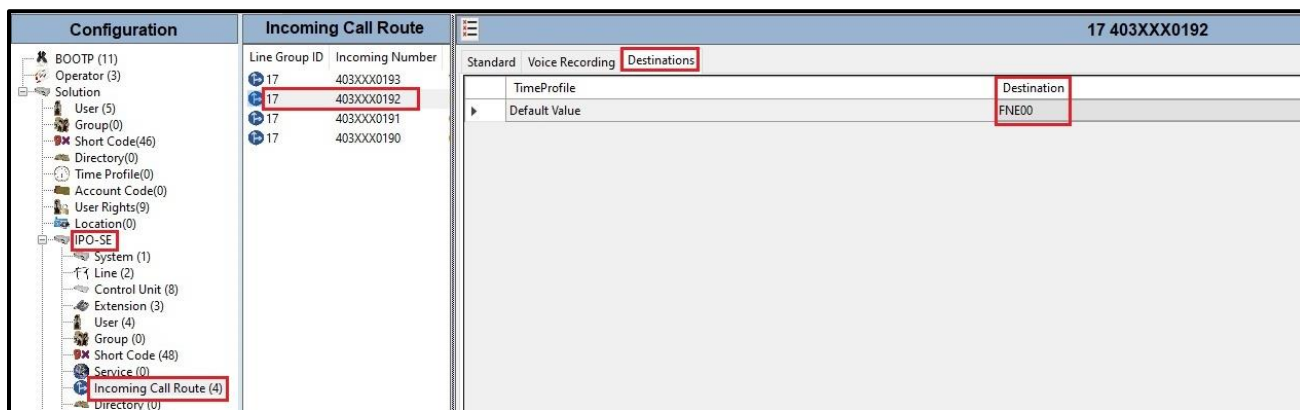 Configuration
BOOTP (11)
Operator (3)
Solution
User (5)
Group(0)
Short Code(46)
Directory(0)
Time Profile(0)
Account Code(0)
User Rights(9)
Location(0)
IPO-SE
System (1)
Line (2)
Control Unit (8)
Extension (3)
User (4)
Group (0)
Short Code (48)
Service (0)
Incoming Call Route (4)
Directory (0)
Incoming Call Route
Line Group ID Incoming Number
17 403XXX0193
17 403XXX0192
17 403XXX0191
17 403XXX0190
17 403XXX0192
Standard Voice Recording Destinations
TimeProfile Destination
Default Value FNE00